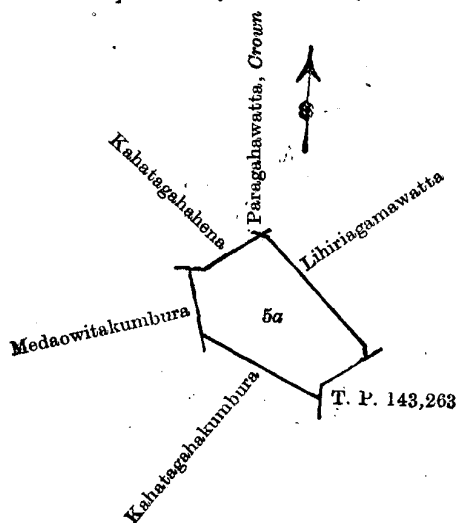 Paragahawatta, Crown
Kahatagahahena
Lihiriagamawatta
Medaowitakumbura
5a
T. P. 143,263
Kahatagahakumbura